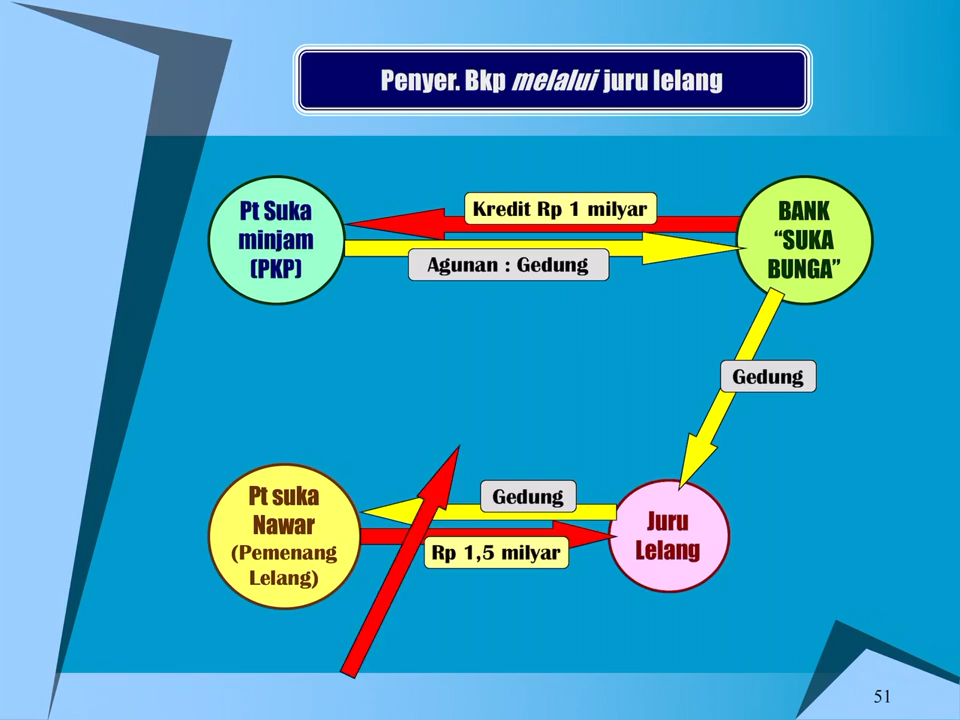 Penyer. Bkp melalui juru lelang
Pt Suka
minjam
(PKP)
Kredit Rp 1 milyar
Agunan : Gedung
BANK
“SUKA
BUNGA”
Gedung
Pt suka
Nawar
(Pemenang
Lelang)
Gedung
Rp 1,5 milyar
Juru
Lelang
51